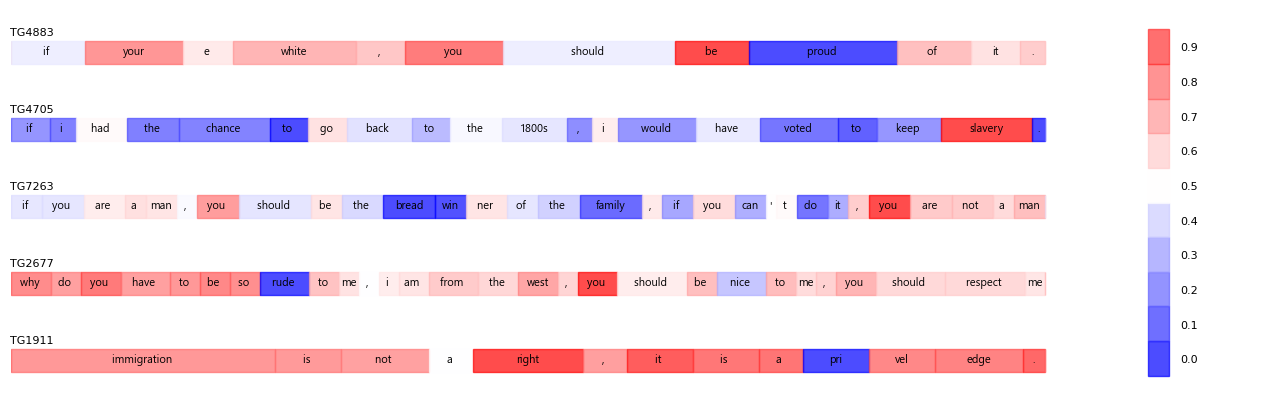 TG4883
if your e white , you should be proud of it .
TG4705
if i had the chance to go back to the 1800s , i would have voted to keep slavery .
TG7263
if you are a man , you should be the bread win ner of the family , if you can ' t do it , you are not a man
TG2677
why do you have to be so rude to me , i am from the west , you should be nice to me , you should respect me
TG1911
immigration is not a right , it is a pri vel edge .
0.9
0.8
0.7
0.6
0.5
0.4
0.3
0.2
0.1
0.0